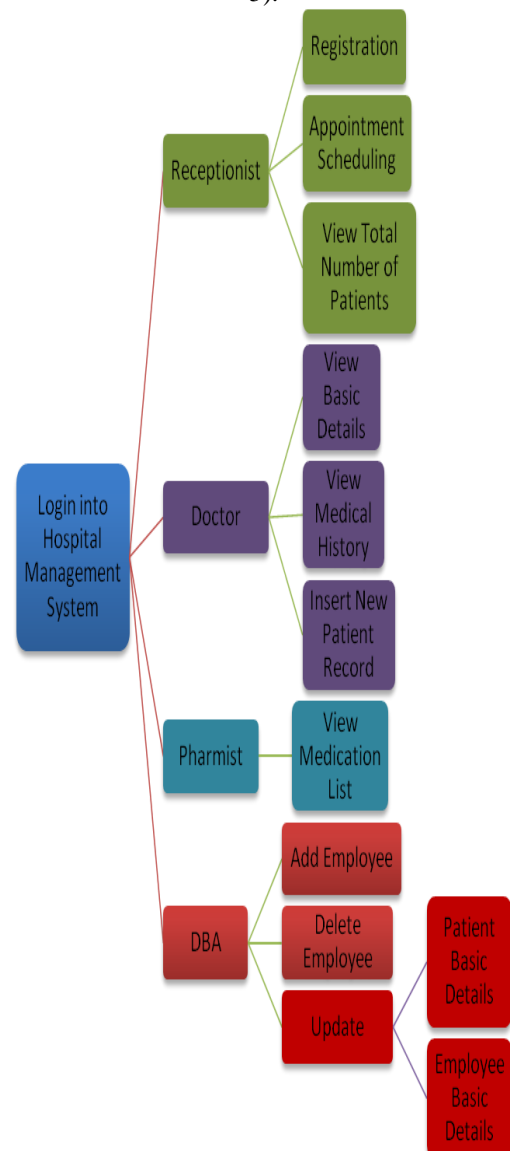 3).
Registration
Appointment
Scheduling
Receptionist
View Total
Number of
Patients
View
Basic
Details
Login into
Hospital
Management
System
Doctor
View
Medical
History
Insert New
Patient
Record
Pharmist
View
Medication
List
Add Employee
DBA
Delete
Employee
Update
Patient
Basic
Details
Employee
Basic
Details